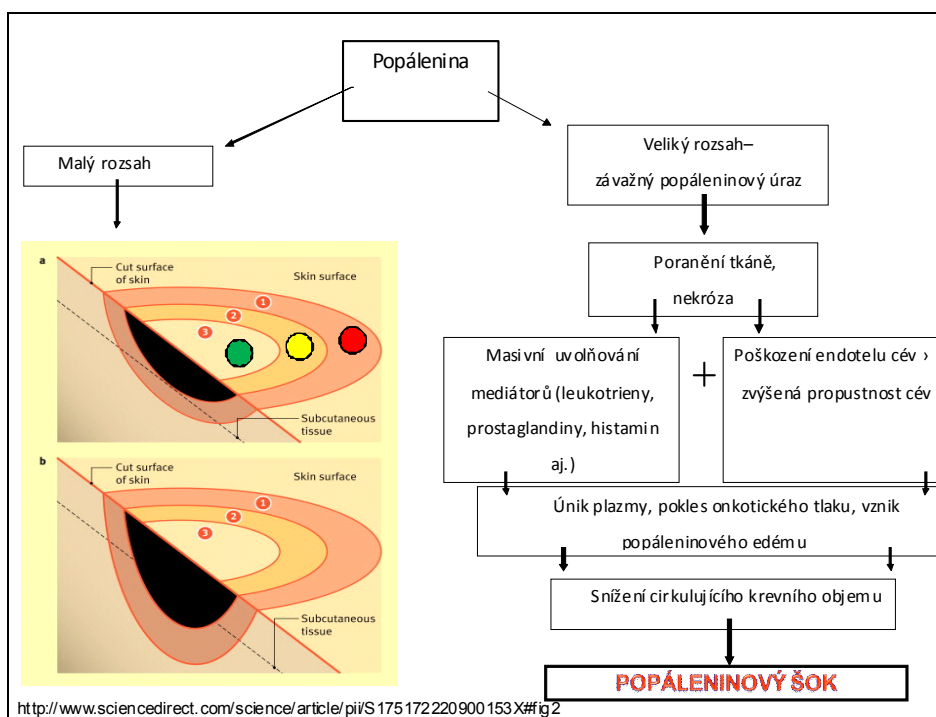 Popálenina
Malý rozsah
Veliký rozsah–
závažný popáleninový úraz
a
Cut surface
of skin
Skin surface
1
2
3
Subcutaneous
tissue
b
Cut surface
of skin
Skin surface
1
2
3
Subcutaneous
tissue
Poranění tkáně,
nekróza
Masivní uvolňování
mediátorů (leukotrieny,
prostaglandiny, histamin
aj.)
+
Poškození endotelu cév ›
zvýšená propustnost cév
Únik plazmy, pokles onkotického tlaku, vznik
popáleninového edému
Snížení cirkulujícího krevního objemu
POPÁLENINOVÝ ŠOK
http://www.sciencedirect.com/science/article/pii/S175172220900153X#fig2